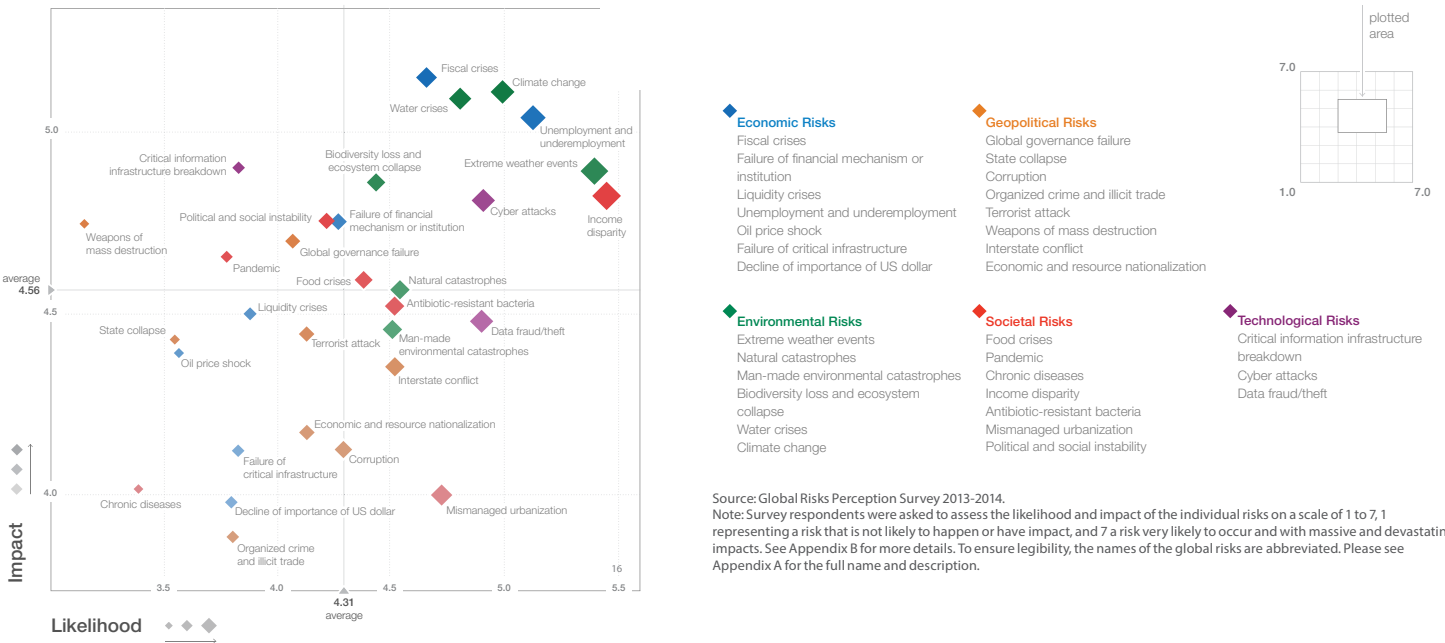 Fiscal crises
Climate change
Water crises
5.0
Unemployment and
underemployment
Critical information
infrastructure breakdown
Biodiversity loss and
ecosystem collapse
Extreme weather events
Political and social instability
Failure of financial
mechanism or institution
Cyber attacks
Income
disparity
Weapons of
mass destruction
Global governance failure
Pandemic
average
4.56
Food crises
Natural catastrophes
4.5
Liquidity crises
Antibiotic-resistant bacteria
State collapse
Oil price shock
Terrorist attack
Man-made
environmental catastrophes
Data fraud/theft
Interstate conflict
Economic and resource nationalization
Failure of
critical infrastructure
Corruption
4.0
Chronic diseases
Decline of importance of US dollar
Mismanaged urbanization
Organized crime
and illicit trade
Impact
16
3.5
4.0
4.5
5.0
5.5
4.31
average
Likelihood
plotted
area
7.0
1.0
7.0
Economic Risks
Fiscal crises
Failure of financial mechanism or
institution
Liquidity crises
Unemployment and underemployment
Oil price shock
Failure of critical infrastructure
Decline of importance of US dollar
Geopolitical Risks
Global governance failure
State collapse
Corruption
Organized crime and illicit trade
Terrorist attack
Weapons of mass destruction
Interstate conflict
Economic and resource nationalization
Environmental Risks
Extreme weather events
Natural catastrophes
Man-made environmental catastrophes
Biodiversity loss and ecosystem
collapse
Water crises
Climate change
Societal Risks
Food crises
Pandemic
Chronic diseases
Income disparity
Antibiotic-resistant bacteria
Mismanaged urbanization
Political and social instability
Technological Risks
Critical information infrastructure
breakdown
Cyber attacks
Data fraud/theft
Source: Global Risks Perception Survey 2013-2014.
Note: Survey respondents were asked to assess the likelihood and impact of the individual risks on a scale of 1 to 7, 1
representing a risk that is not likely to happen or have impact, and 7 a risk very likely to occur and with massive and devastatin
impacts. See Appendix B for more details. To ensure legibility, the names of the global risks are abbreviated. Please see
Appendix A for the full name and description.